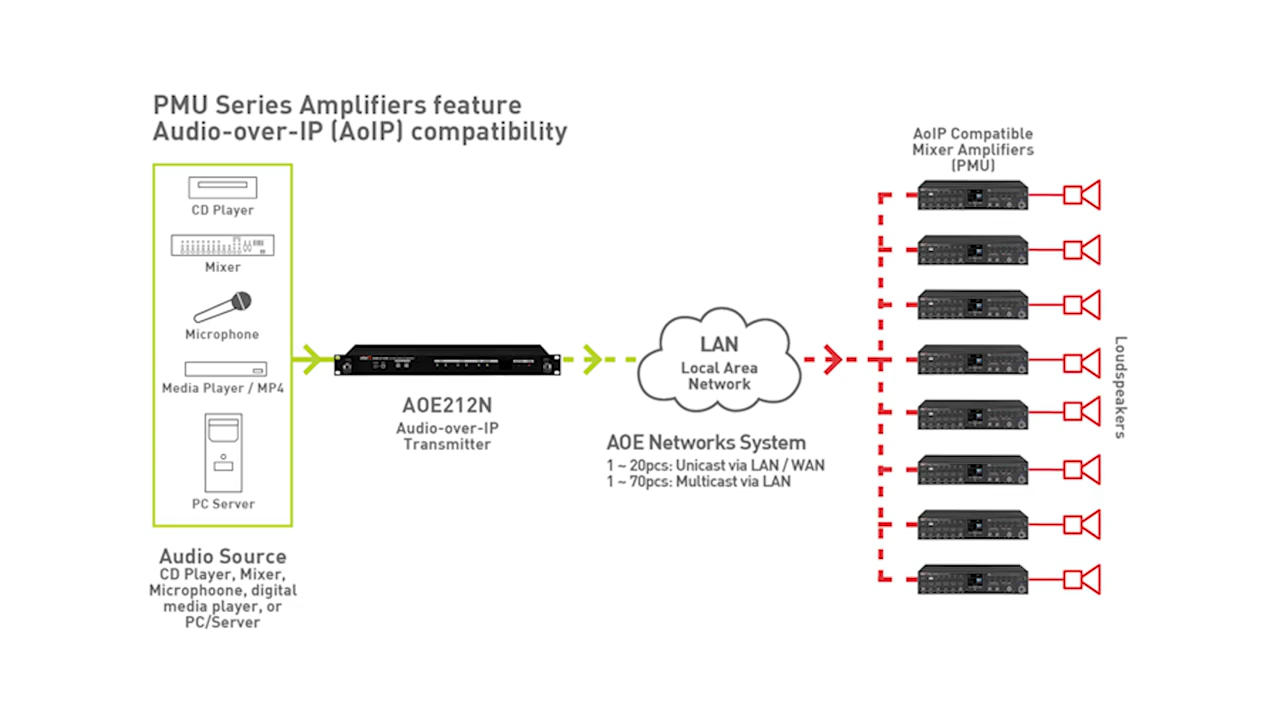 PMU Series Amplifiers feature
Audio-over-IP (AoIP) compatibility
CD Player
Mixer
Microphone
Media Player / MP4
PC Server
Audio Source
CD Player, Mixer,
Microphoone, digital
media player, or
PC/Server
AOE212N
Audio-over-IP
Transmitter
LAN
Local Area
Network
AOE Networks System
1 ~ 20pcs: Unicast via LAN / WAN
1 ~ 70pcs: Multicast via LAN
AoIP Compatible
Mixer Amplifiers
(PMU)
Loudspeakers